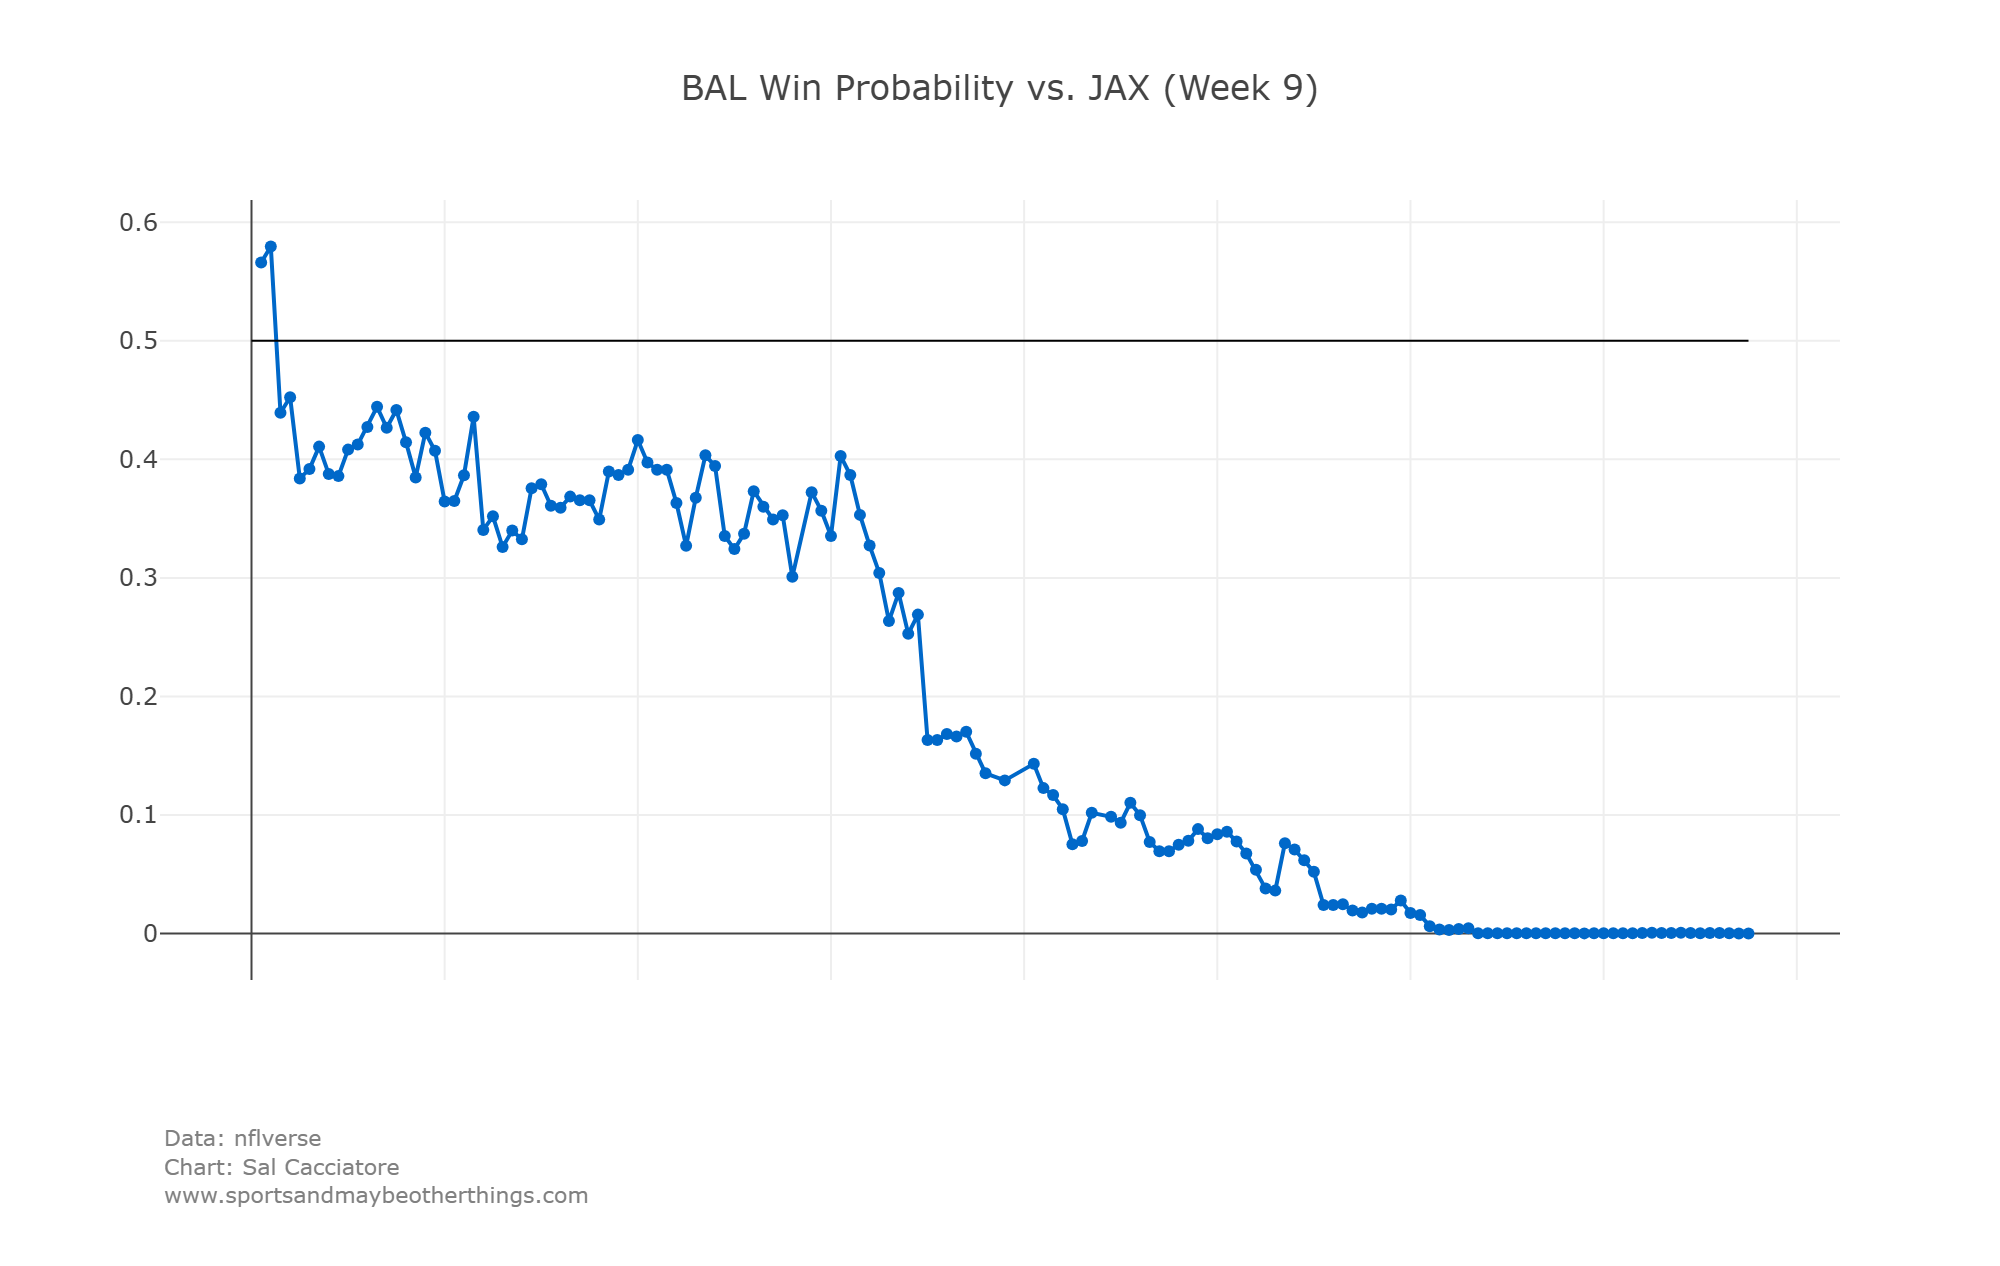 BAL Win Probability vs. JAX (Week 9)
0.6
0.5
0.4
0.3
0.2
0.1
0
Data: nflverse
Chart: Sal Cacciatore
www.sportsandmaybeotherthings.com